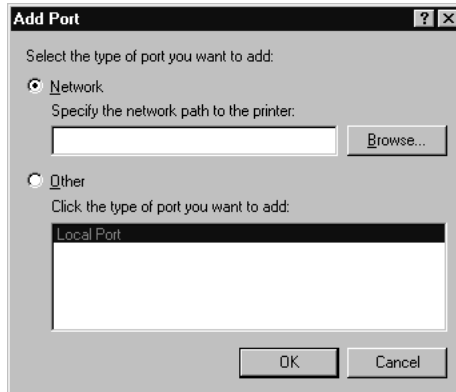 Add Port
Select the type of port you want to add:
Network
Specify the network path to the printer:
Browse...
Other
Click the type of port you want to add:
Local Port
OK
Cancel